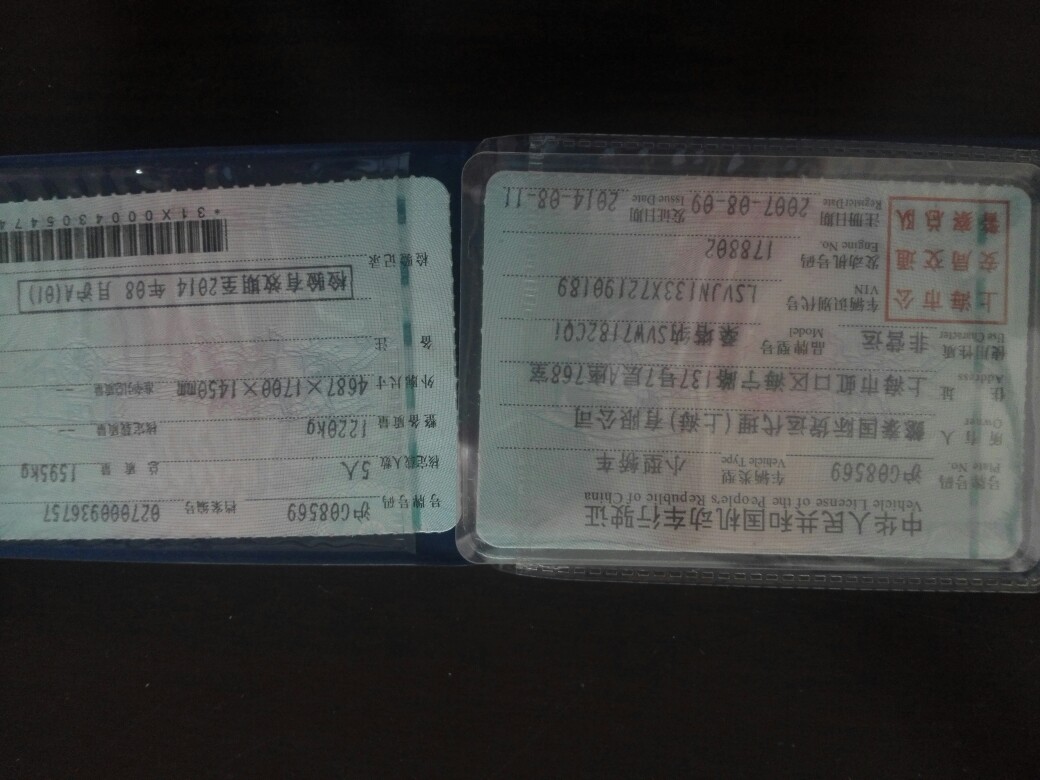 中华人民共和国机动车行驶证
Vehicle License of the People's Republic of China
号牌号码 沪G08569 车辆类型 小型轿车
Plate No. Vehicle Type
所有人 泰国际货运代理(上海)有限公司
Owner
住址 上海市虹口区海宁路137号7层A座768室
Address
使用性质 非营运 品牌型号 桑塔纳SVW7182CQi
Use Character Model
上海市公安局交通警察总队
车辆识别代号 LSVJN133X72190189
VIN
发动机号码 178802
Engine No.
注册日期 2007-08-09 发证日期 2014-08-11
Register Date Issue Date
号牌号码 沪G08569 档案编号 027000936757
核定载人数 5人 总质量 1595kg
整备质量 1220kg 核定载质量 --
外廓尺寸 4687×1700×1450mm 准牵引总质量 --
备注
检验有效期至2014年08月沪A(01)
检验记录
*31X000430547